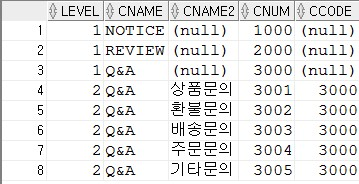 LEVEL CNAME CNAME2 CNUM CCODE
1 1 NOTICE (null) 1000 (null)
2 1 REVIEW (null) 2000 (null)
3 1 Q&A (null) 3000 (null)
4 2 Q&A 상품문의 3001 3000
5 2 Q&A 환불문의 3002 3000
6 2 Q&A 배송문의 3003 3000
7 2 Q&A 주문문의 3004 3000
8 2 Q&A 기타문의 3005 3000